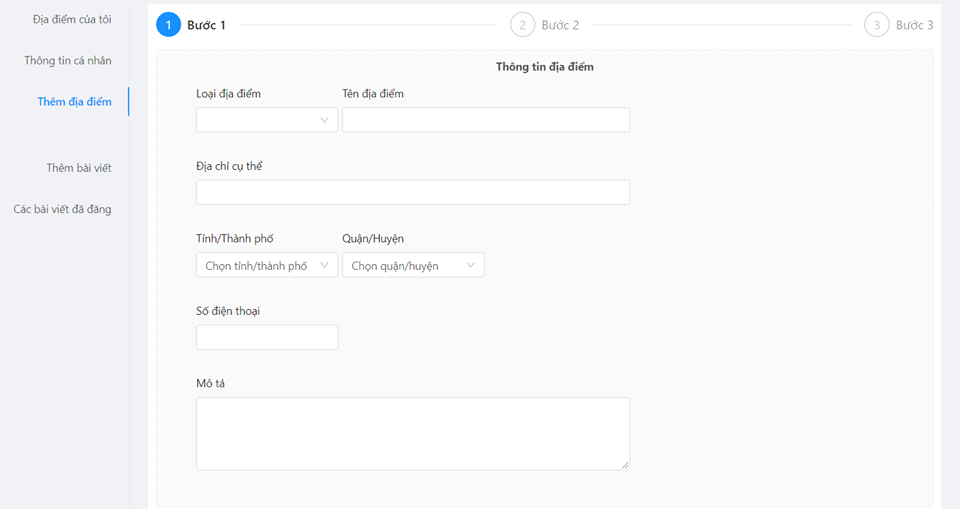 Địa điểm của tôi
Thông tin cá nhân
Thêm địa điểm
Thêm bài viết
Các bài viết đã đăng
1 Bước 1
2 Bước 2
3 Bước 3
Thông tin địa điểm
Loại địa điểm Tên địa điểm
Địa chỉ cụ thể
Tỉnh/Thành phố Quận/Huyện
Chọn tỉnh/thành phố Chọn quận/huyện
Số điện thoại
Mô tả